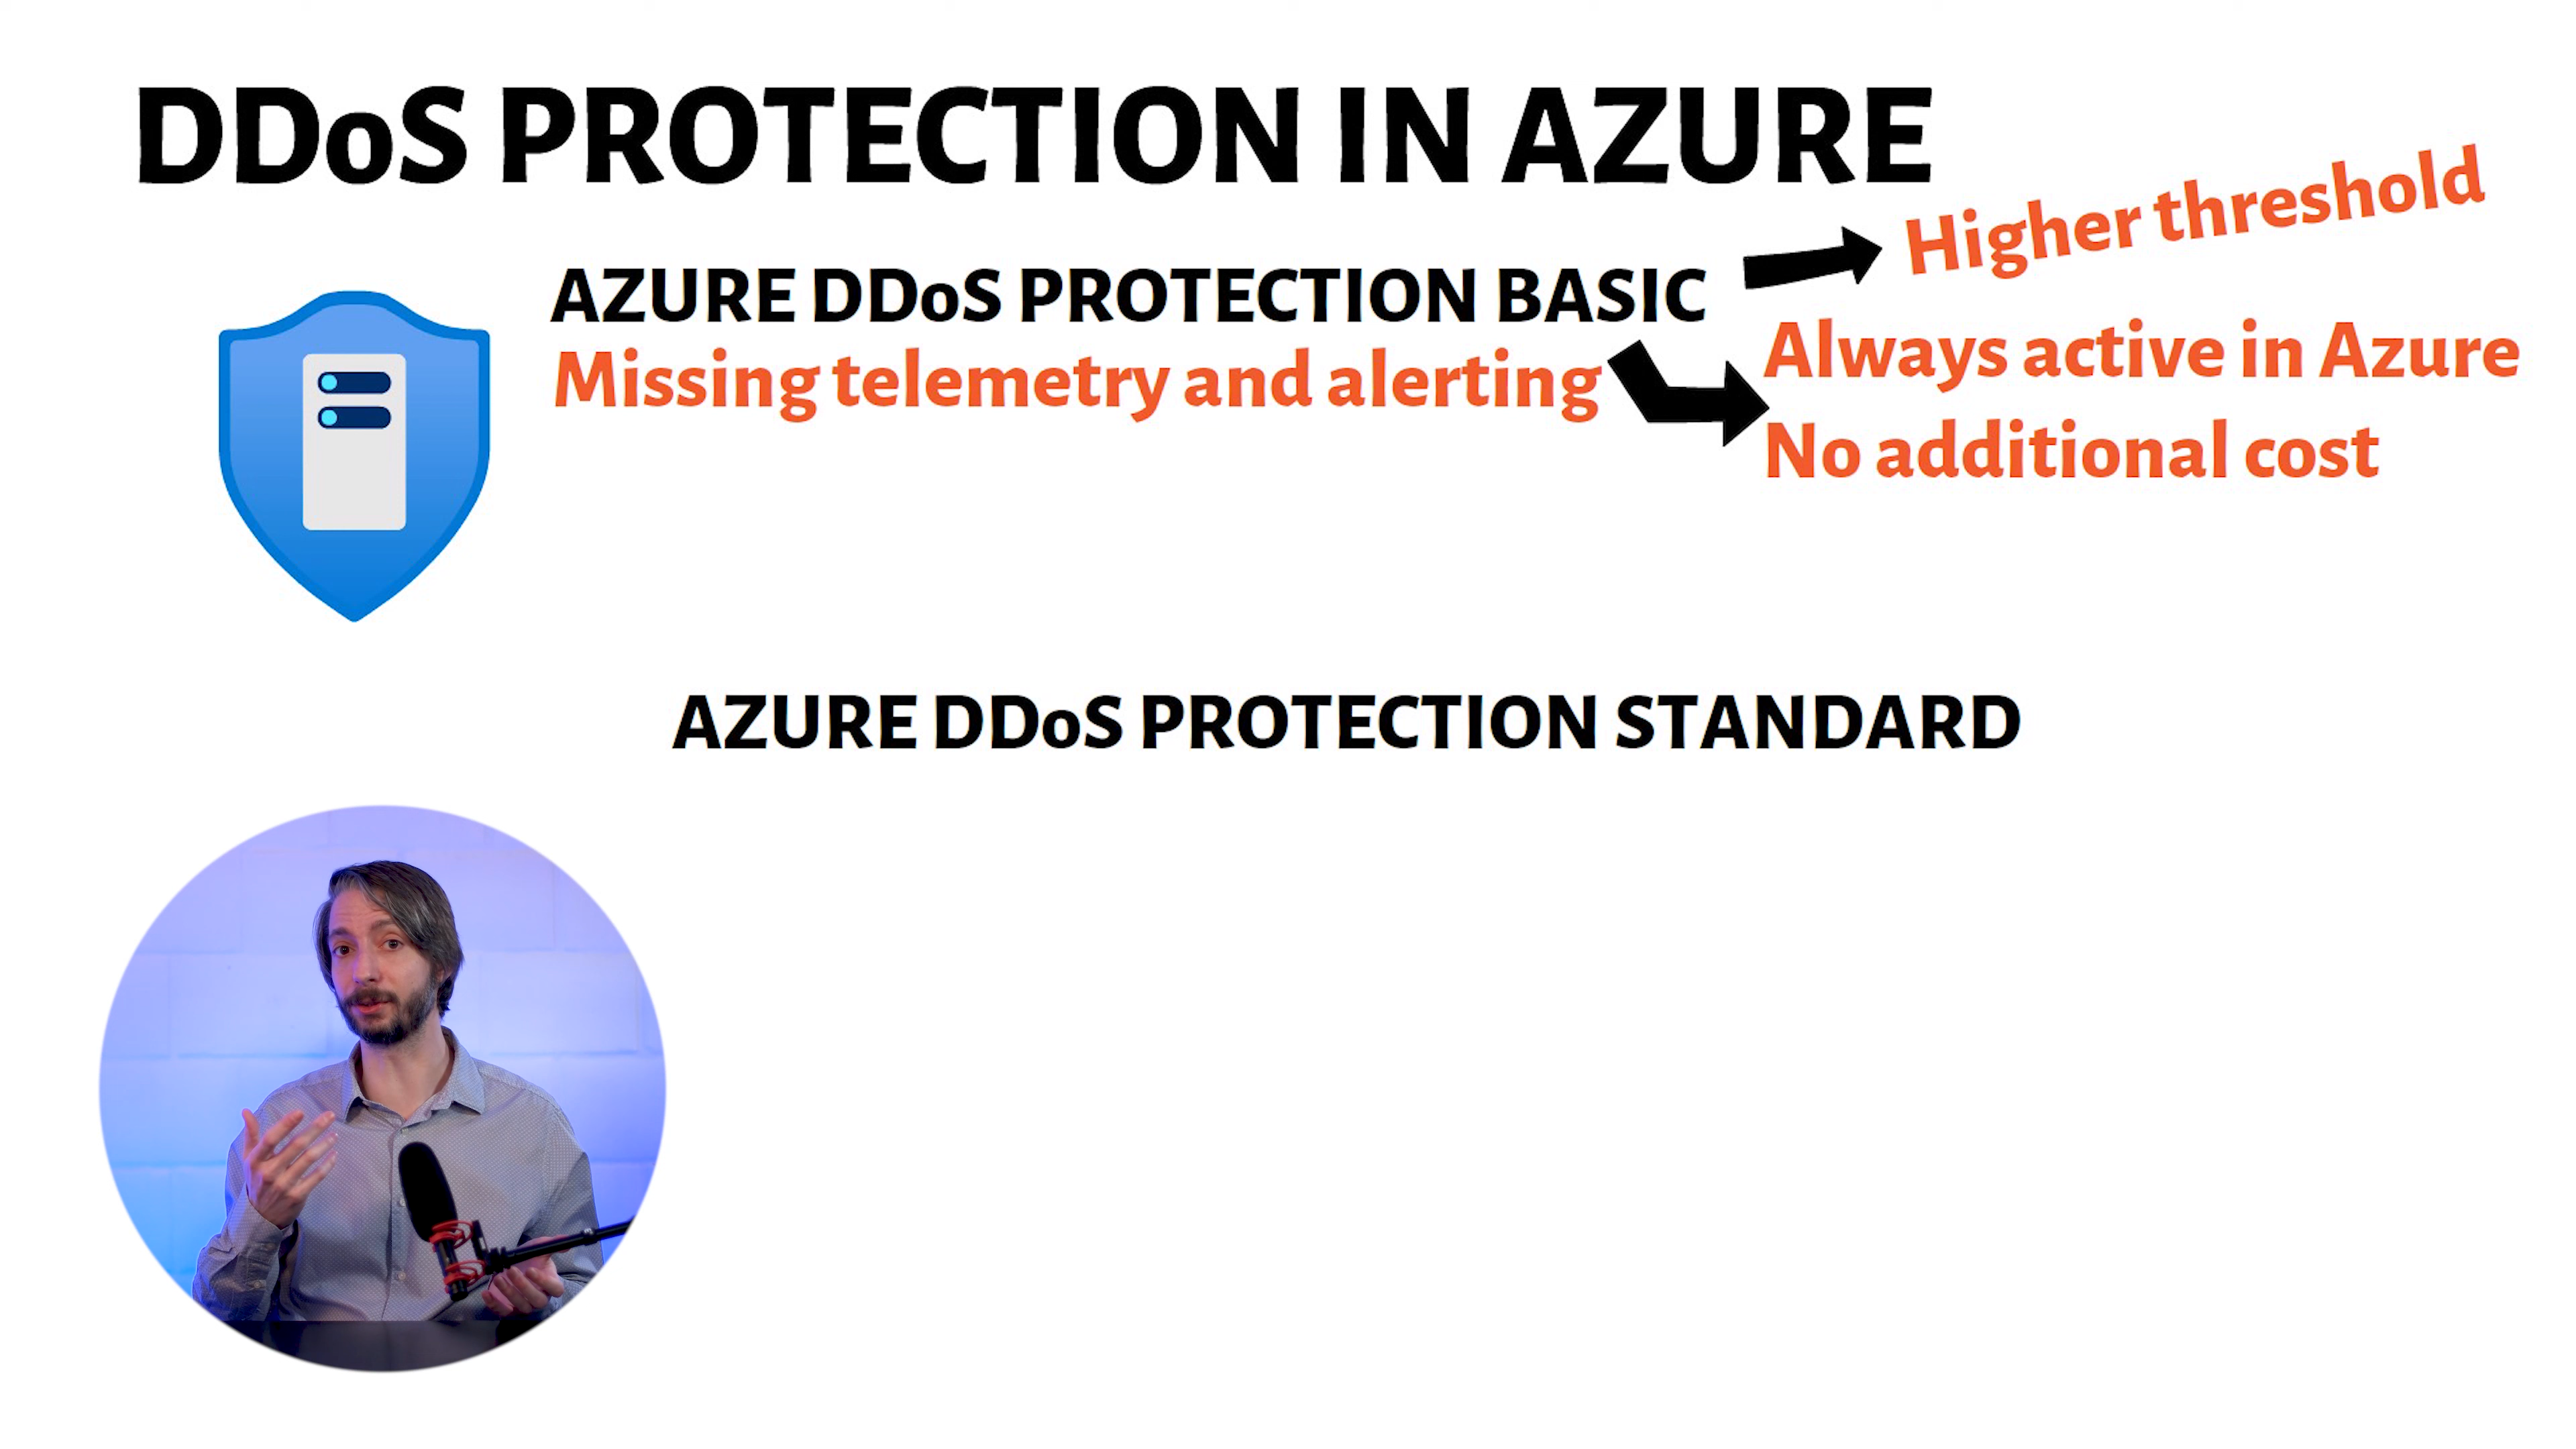 DDoS PROTECTION IN AZURE
Higher threshold
AZURE DDoS PROTECTION BASIC
Missing telemetry and alerting
Always active in Azure
No additional cost
AZURE DDoS PROTECTION STANDARD